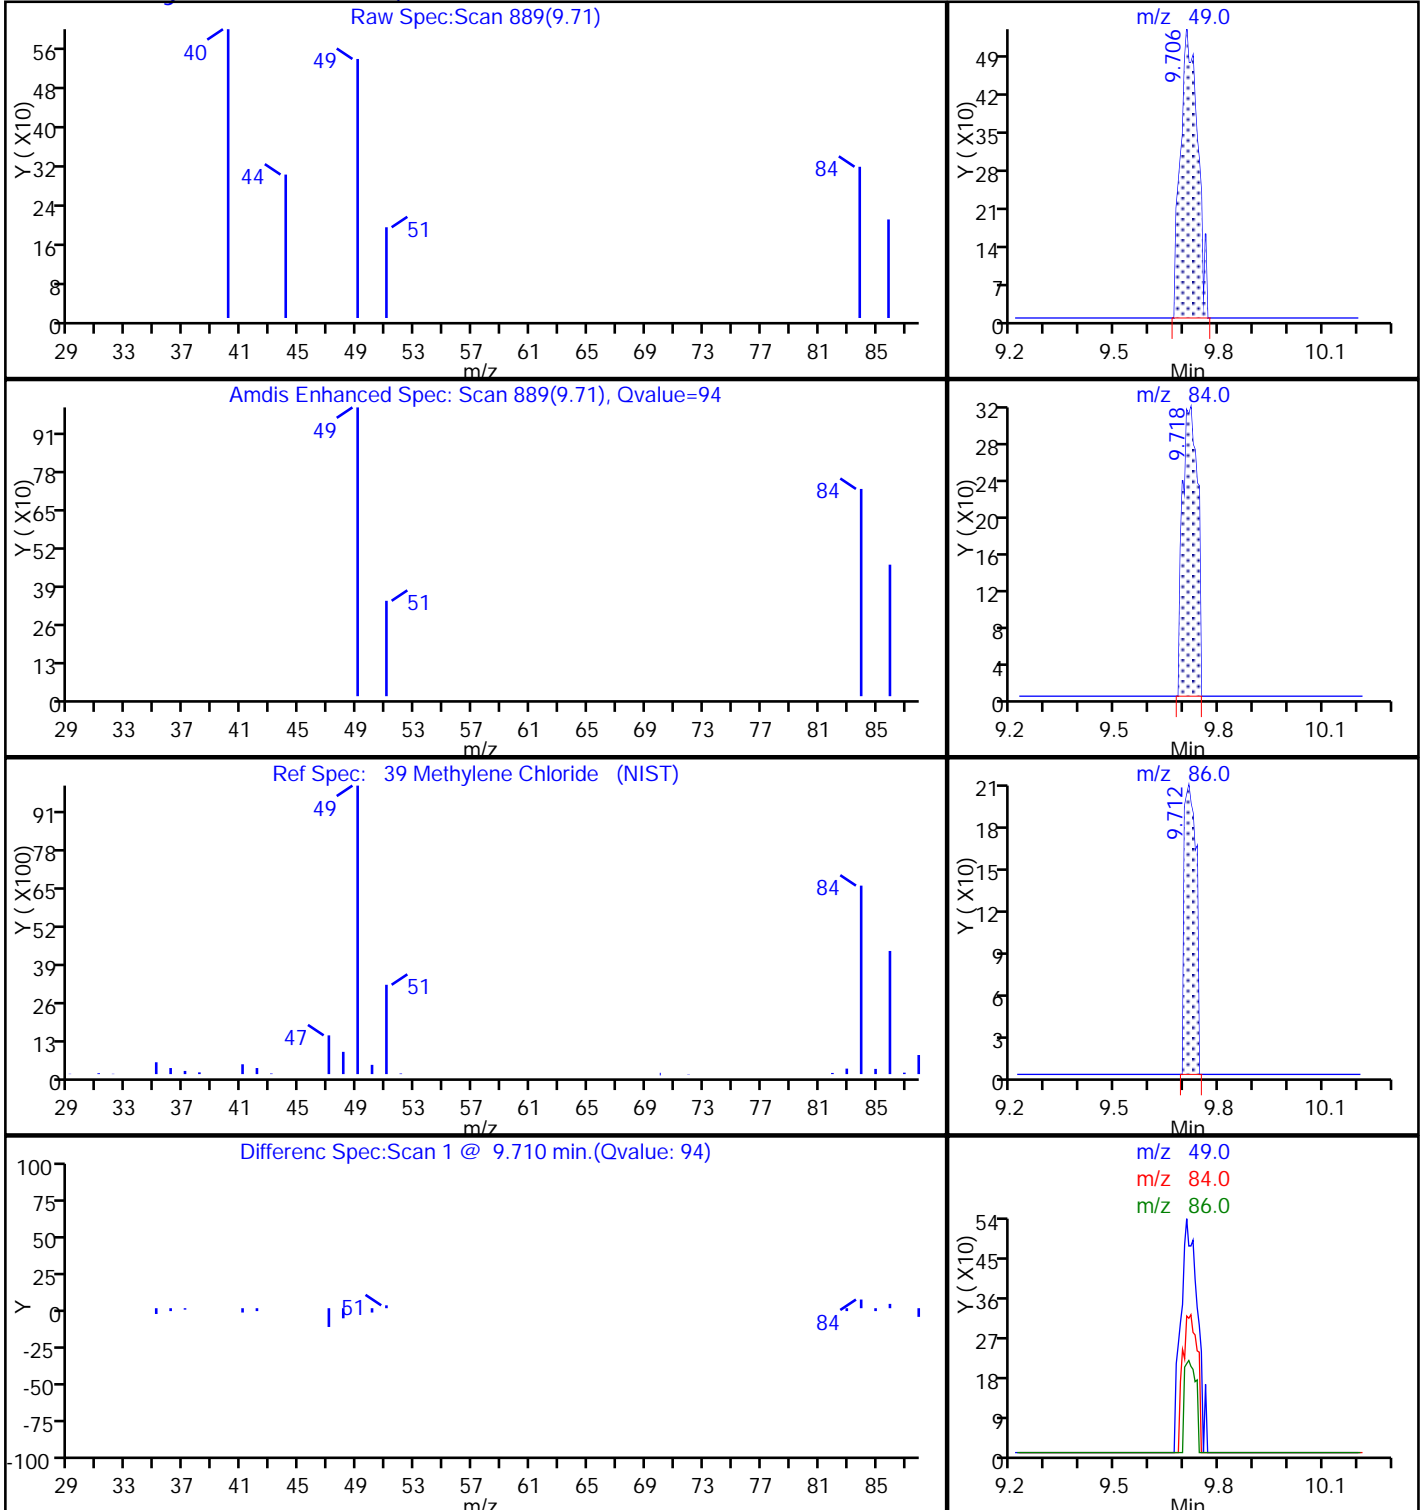 Raw Spec:Scan 889(9.71)
Y ( X10)
56
48
40
32
24
16
8
0
40
44
49
51
84
29 33 37 41 45 49 53 57 61 65 69 73 77 81 85
m/z
m/z 49.0
Y ( X10)
49
42
35
28
21
14
7
0
9.706
9.2 9.5 9.8 10.1
Min
Amdis Enhanced Spec: Scan 889(9.71), Qvalue=94
Y ( X10)
91
78
65
52
39
26
13
0
49
51
84
29 33 37 41 45 49 53 57 61 65 69 73 77 81 85
m/z
m/z 84.0
Y ( X10)
32
28
24
20
16
12
8
4
0
9.718
9.2 9.5 9.8 10.1
Min
Ref Spec: 39 Methylene Chloride (NIST)
Y ( X100)
91
78
65
52
39
26
13
0
47
49
51
84
29 33 37 41 45 49 53 57 61 65 69 73 77 81 85
m/z
m/z 86.0
Y ( X10)
21
18
15
12
9
6
3
0
9.712
9.2 9.5 9.8 10.1
Min
Differenc Spec:Scan 1 @ 9.710 min.(Qvalue: 94)
Y
100
75
50
25
0
-25
-50
-75
-100
51
84
29 33 37 41 45 49 53 57 61 65 69 73 77 81 85
m/z
m/z 49.0
m/z 84.0
m/z 86.0
Y ( X10)
54
45
36
27
18
9
0
9.2 9.5 9.8 10.1
Min